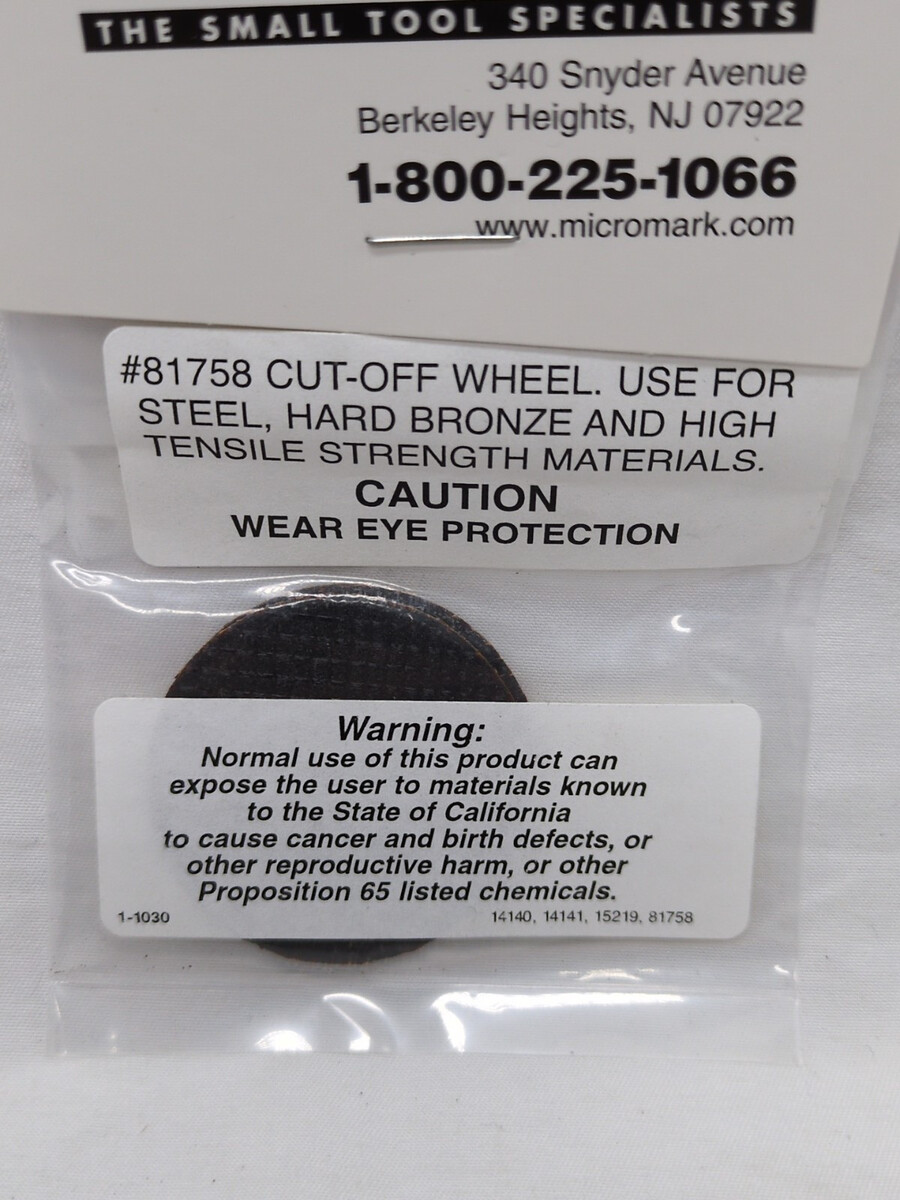 THE SMALL TOOL SPECIALISTS
340 Snyder Avenue
Berkeley Heights, NJ 07922
1-800-225-1066
www.micromark.com
#81758 CUT-OFF WHEEL. USE FOR
STEEL, HARD BRONZE AND HIGH
TENSILE STRENGTH MATERIALS.
CAUTION
WEAR EYE PROTECTION
Warning:
Normal use of this product can
expose the user to materials known
to the State of California
to cause cancer and birth defects, or
other reproductive harm, or other
Proposition 65 listed chemicals.
1-1030 14140, 14141, 15219, 81758